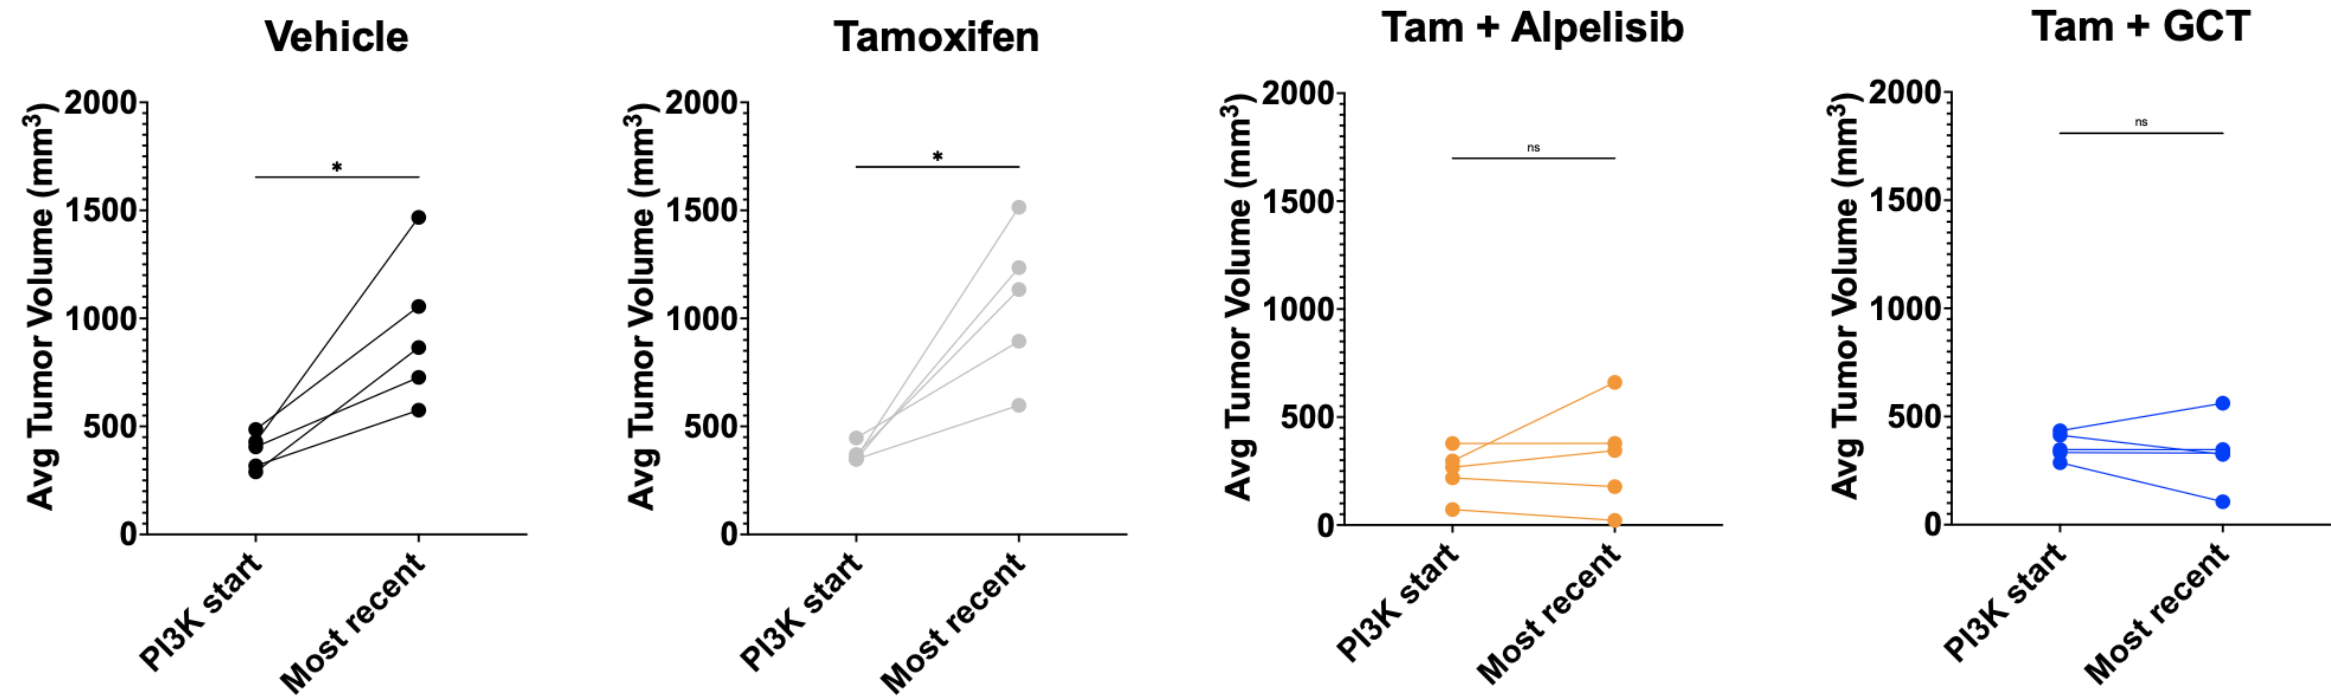 Vehicle
Avg Tumor Volume (mm³)
2000
1500
1000
500
0
*
PI3K start
Most recent
Tamoxifen
Avg Tumor Volume (mm³)
2000
1500
1000
500
0
*
PI3K start
Most recent
Tam + Alpelisib
Avg Tumor Volume (mm³)
2000
1500
1000
500
0
ns
PI3K start
Most recent
Tam + GCT
Avg Tumor Volume (mm³)
2000
1500
1000
500
0
ns
PI3K start
Most recent